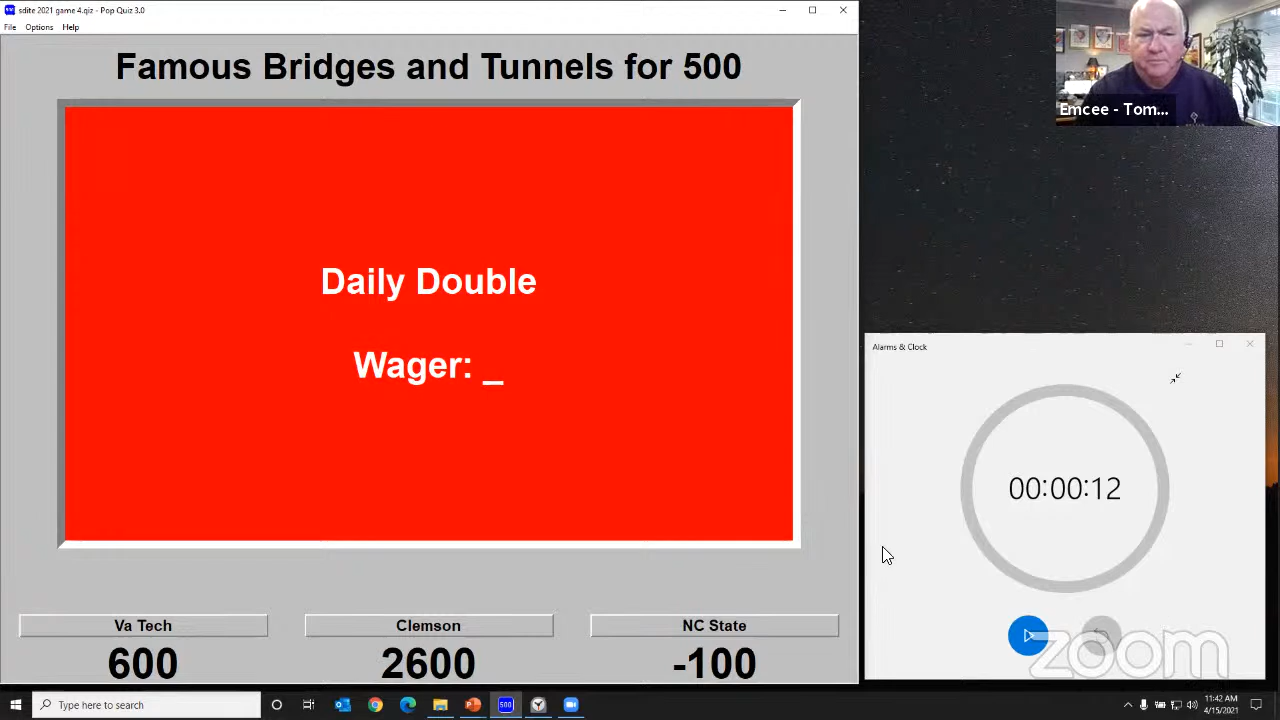 sdite 2021 game 4.qiz - Pop Quiz 3.0
File Options Help
Famous Bridges and Tunnels for 500
Daily Double
Wager: _
Va Tech
600
Clemson
2600
NC State
-100
Emcee - Tom...
Alarms & Clock
00:00:12
zoom
500
Type here to search
11:42 AM
4/15/2021